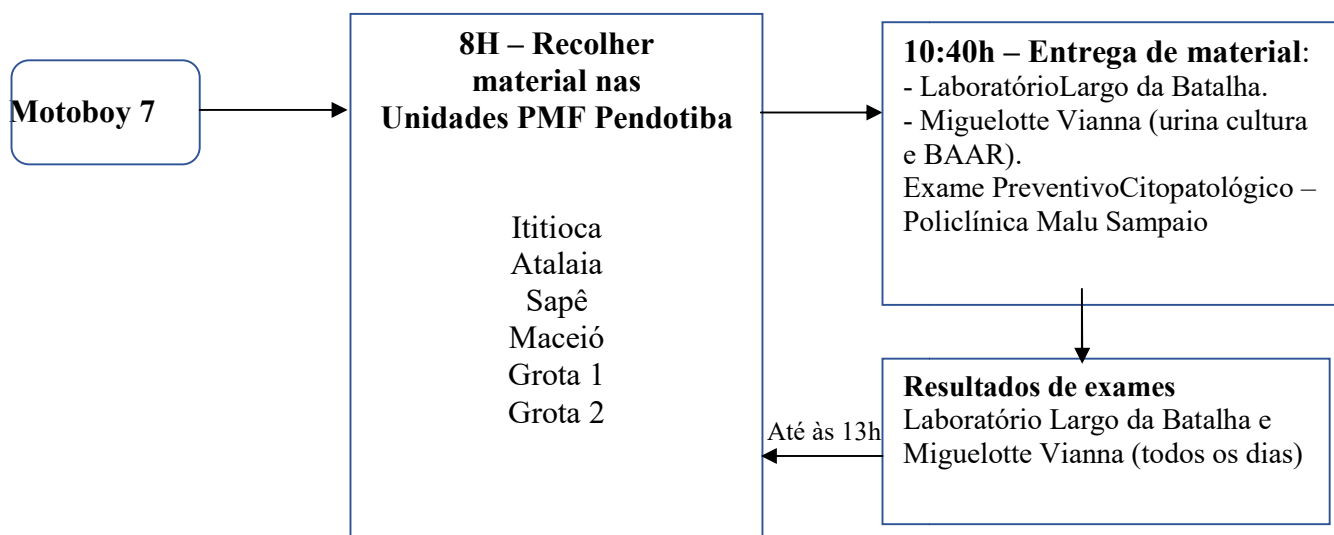 Motoboy 7
8H – Recolher
material nas
Unidades PMF Pendotiba
Ititioca
Atalaia
Sapê
Maceió
Grota 1
Grota 2
10:40h – Entrega de material:
- LaboratórioLargo da Batalha.
- Miguelotte Vianna (urina cultura
e BAAR).
Exame PreventivoCitopatológico –
Policlínica Malu Sampaio
Resultados de exames
Laboratório Largo da Batalha e
Miguelotte Vianna (todos os dias)
Até às 13h